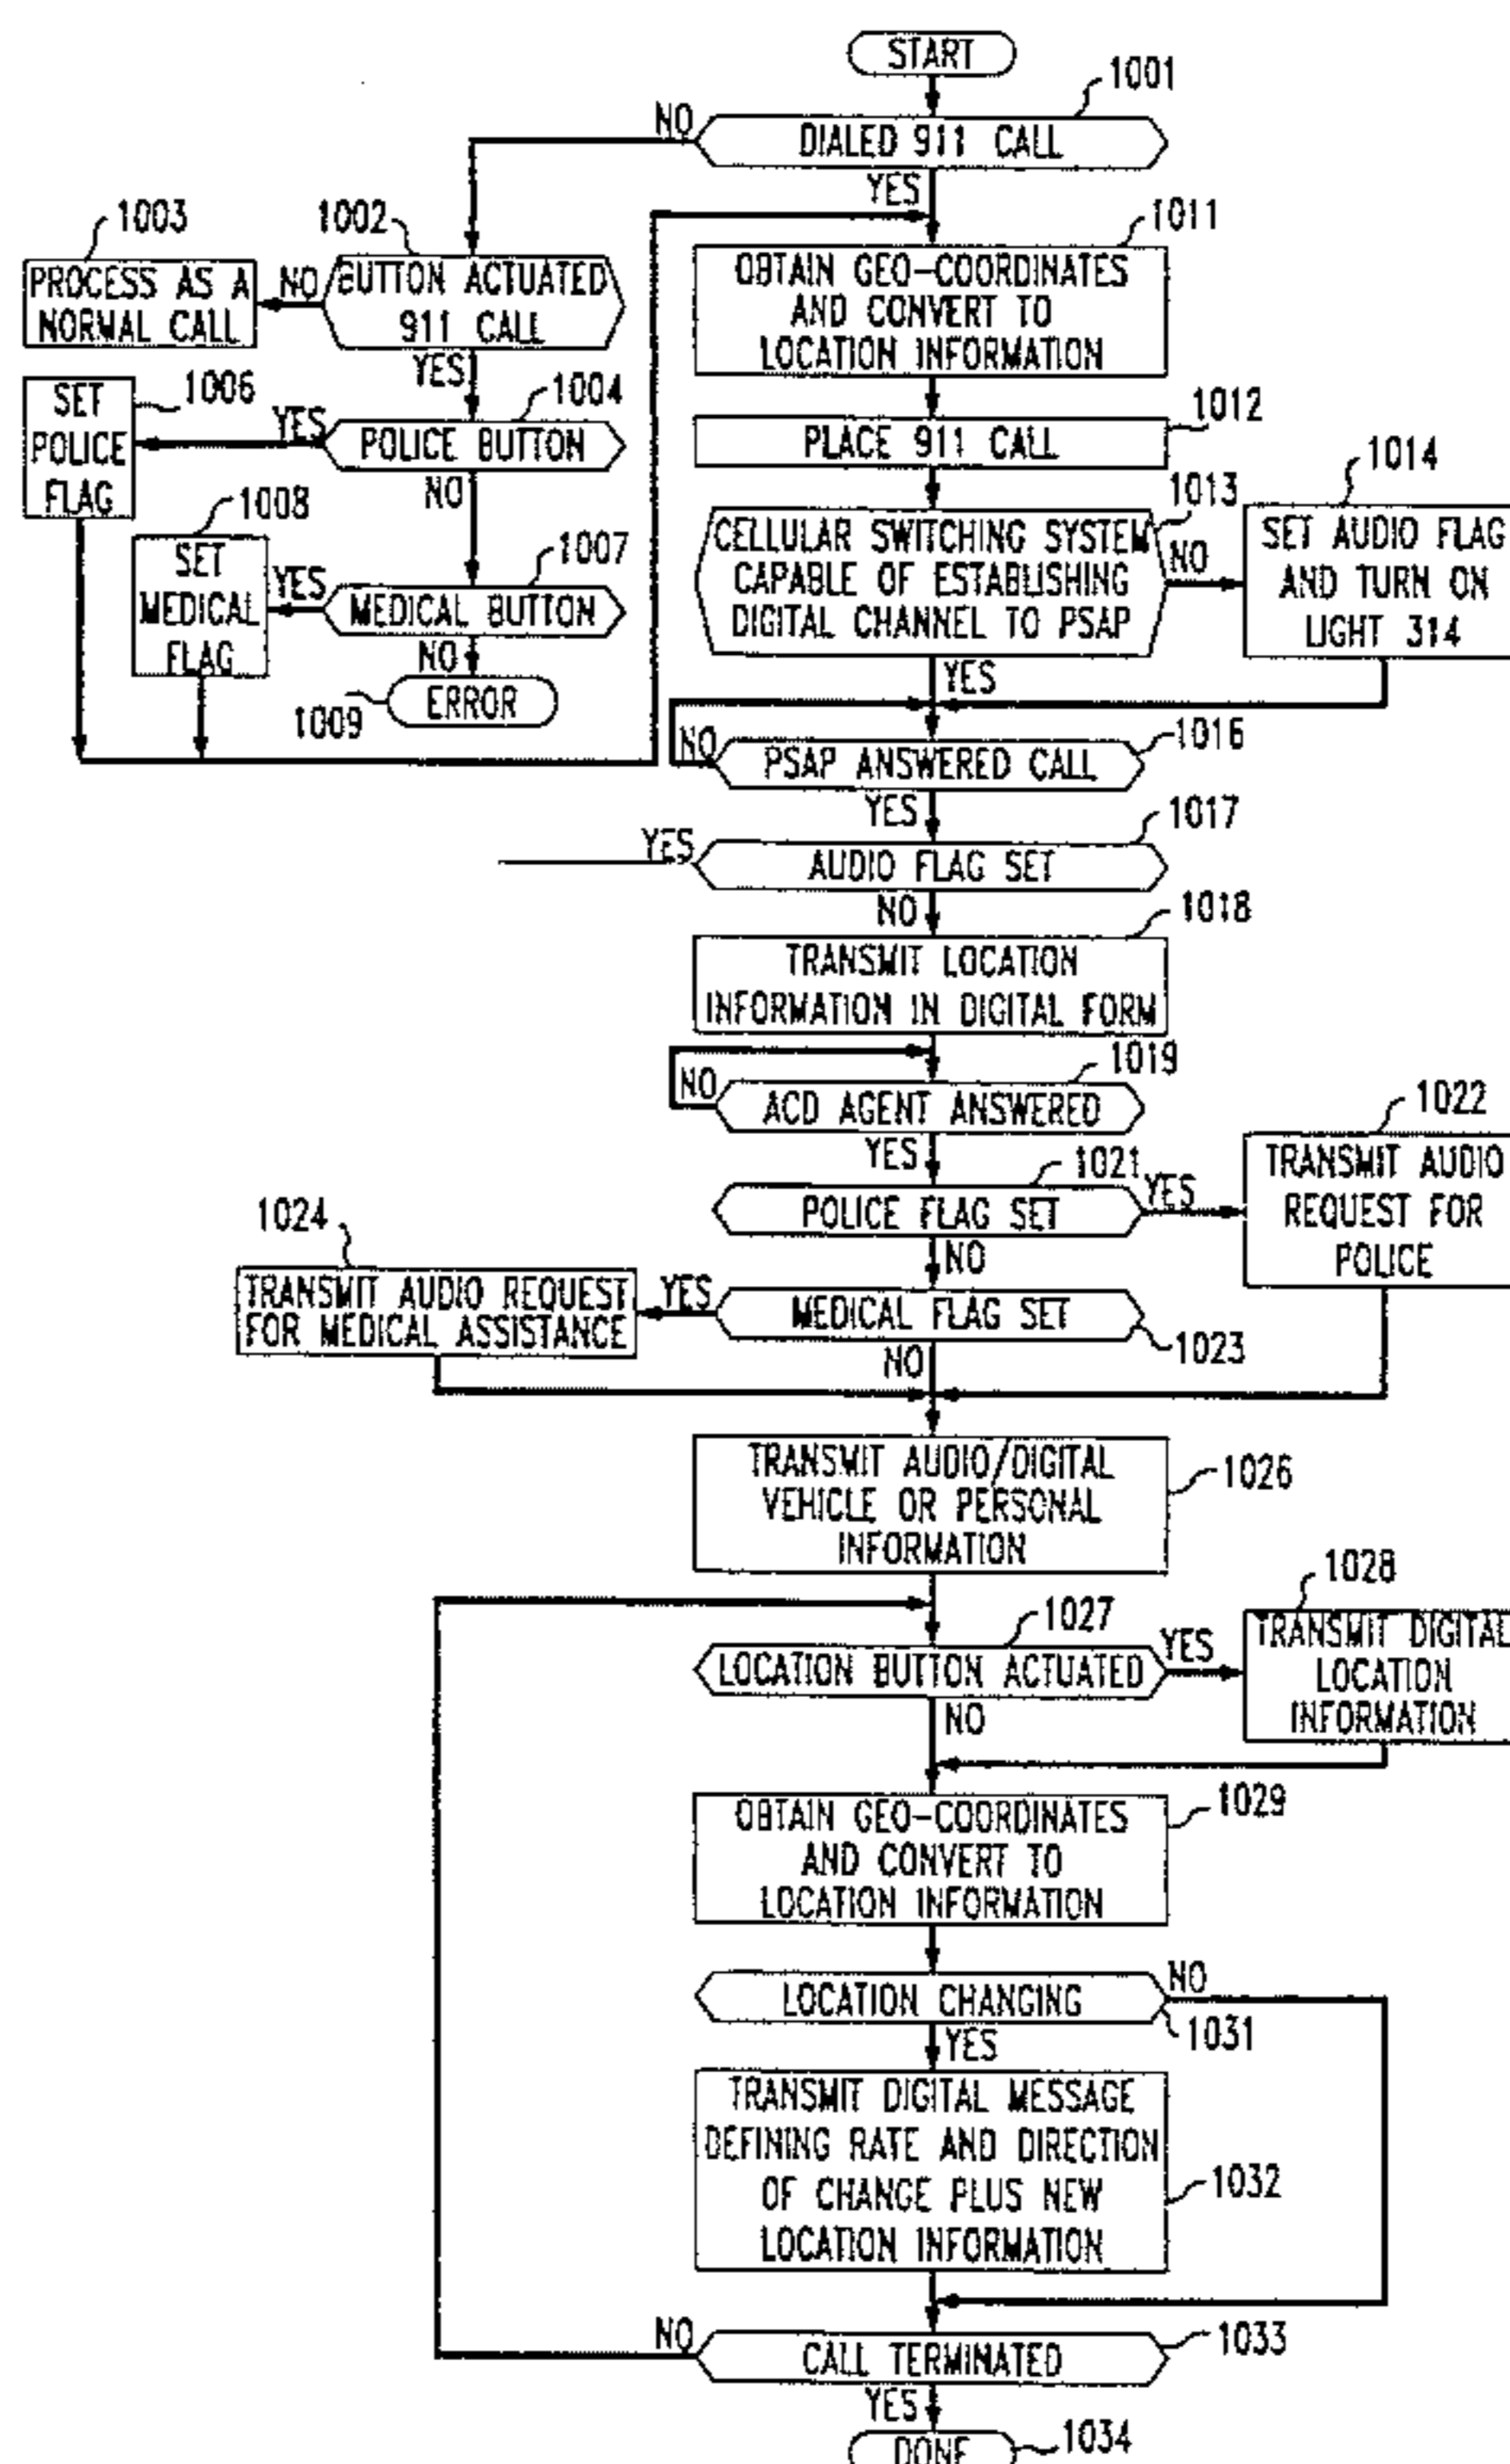 START
1001
DIALED 911 CALL
NO
YES
1003
PROCESS AS A
NORMAL CALL
NO
1002
BUTTON ACTUATED
911 CALL
YES
1011
OBTAIN GEO-COORDINATES
AND CONVERT TO
LOCATION INFORMATION
1006
SET
POLICE
FLAG
YES
1004
POLICE BUTTON
NO
1012
PLACE 911 CALL
1008
SET
MEDICAL
FLAG
YES
1007
MEDICAL BUTTON
NO
1009
ERROR
1013
CELLULAR SWITCHING SYSTEM
CAPABLE OF ESTABLISHING
DIGITAL CHANNEL TO PSAP
NO
YES
1014
SET AUDIO FLAG
AND TURN ON
LIGHT 314
1016
NO
PSAP ANSWERED CALL
YES
1017
YES
AUDIO FLAG SET
NO
1018
TRANSMIT LOCATION
INFORMATION IN DIGITAL FORM
1019
NO
ACD AGENT ANSWERED
YES
1021
POLICE FLAG SET
YES
NO
1022
TRANSMIT AUDIO
REQUEST FOR
POLICE
1024
TRANSMIT AUDIO REQUEST
FOR MEDICAL ASSISTANCE
YES
MEDICAL FLAG SET
1023
NO
TRANSMIT AUDIO/DIGITAL
VEHICLE OR PERSONAL
INFORMATION
1026
1027
LOCATION BUTTON ACTUATED
YES
NO
1028
TRANSMIT DIGITAL
LOCATION
INFORMATION
OBTAIN GEO-COORDINATES
AND CONVERT TO
LOCATION INFORMATION
1029
LOCATION CHANGING
NO
1031
YES
TRANSMIT DIGITAL MESSAGE
DEFINING RATE AND DIRECTION
OF CHANGE PLUS NEW
LOCATION INFORMATION
1032
NO
CALL TERMINATED
1033
YES
DONE
1034